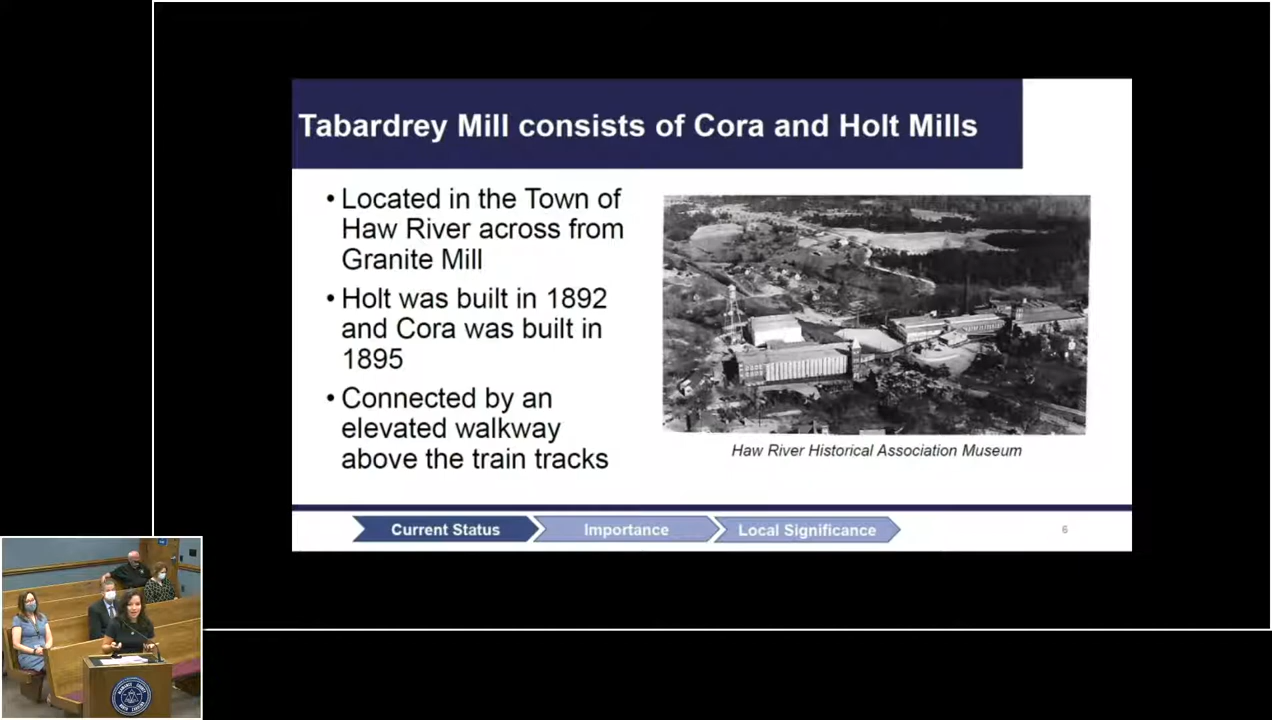 Tabardrey Mill consists of Cora and Holt Mills
• Located in the Town of
Haw River across from
Granite Mill
• Holt was built in 1892
and Cora was built in
1895
• Connected by an
elevated walkway
above the train tracks
Haw River Historical Association Museum
Current Status
Importance
Local Significance
6